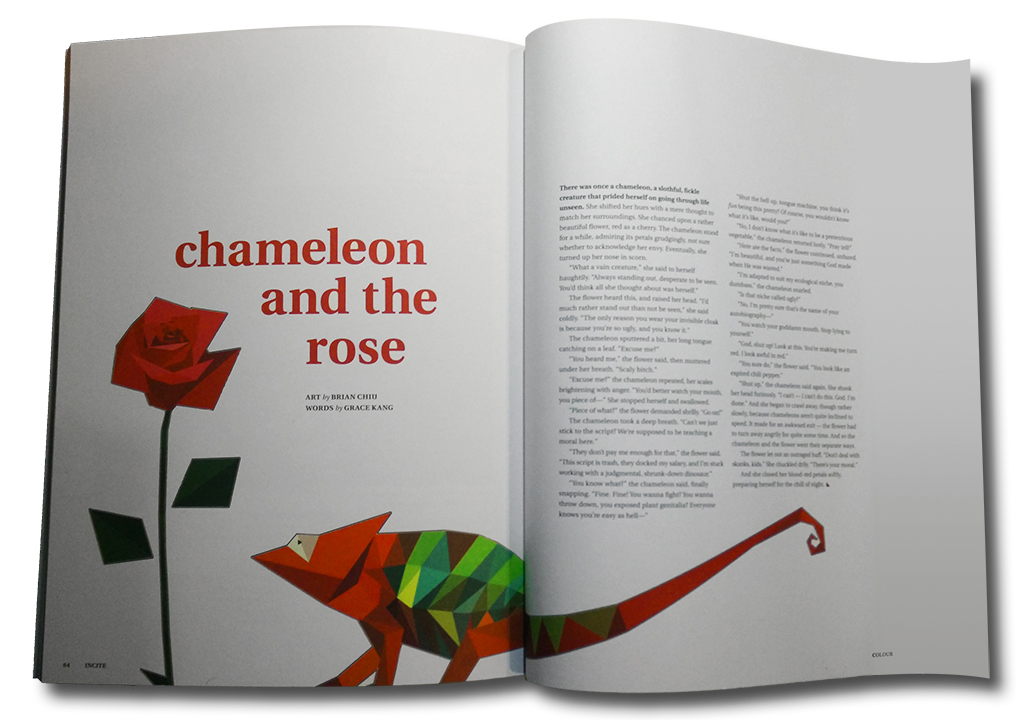 chameleon
and the
rose
ART by BRIAN CHIU
WORDS by GRACE KANG
84 INCITE
There was once a chameleon, a slothful, fickle
creature that prided herself on going through life
unseen. She shifted her hues with a mere thought to
match her surroundings. She chanced upon a rather
beautiful flower, red as a cherry. The chameleon stood
for a while, admiring its petals grudgingly, not sure
whether to acknowledge her envy. Eventually, she
turned up her nose in scorn.
"What a vain creature," she said to herself
haughtily. "Always standing out, desperate to be seen.
You'd think all she thought about was herself."
The flower heard this, and raised her head. "I'd
much rather stand out than not be seen," she said
coldly. "The only reason you wear your invisible cloak
is because you're so ugly, and you know it."
The chameleon sputtered a bit, her long tongue
catching on a leaf. "Excuse me!"
"You heard me," the flower said, then muttered
under her breath. "Scaly bitch."
"Excuse me!" the chameleon repeated, her scales
brightening with anger. "You'd better watch your mouth,
you piece of—" She stopped herself and swallowed.
"Piece of what?" the flower demanded shrilly. "Go on!"
The chameleon took a deep breath. "Can't we just
stick to the script? We're supposed to be teaching a
moral here."
"They don't pay me enough for that," the flower said.
"This script is trash, they docked my salary, and I'm stuck
working with a judgmental, shrunk-down dinosaur."
"You know what?" the chameleon said, finally
snapping. "Fine. Fine! You wanna fight? You wanna
throw down, you exposed plant genitalia? Everyone
knows you're easy as hell—"
"Shut the hell up, tongue machine, you think it's
fun being this pretty? Of course, you wouldn't know
what it's like, would you?"
"No, I don't know what it's like to be a pretentious
vegetable," the chameleon retorted hotly. "Pray tell!"
"Here are the facts," the flower continued, unfazed.
"I'm beautiful, and you're just something God made
when He was wasted."
"I'm adapted to suit my ecological niche, you
dumbass," the chameleon snarled.
"Is that niche called ugly?"
"No, I'm pretty sure that's the name of your
autobiography—"
"You watch your goddamn mouth. Stop lying to
yourself."
"God, shut up! Look at this. You're making me turn
red. I look awful in red."
"You sure do," the flower said. "You look like an
expired chili pepper."
"Shut up," the chameleon said again. She shook
her head furiously. "I can't — I can't do this. God, I'm
done." And she began to crawl away, though rather
slowly, because chameleons aren't quite inclined to
speed. It made for an awkward exit — the flower had
to turn away angrily for quite some time. And so the
chameleon and the flower went their separate ways.
The flower let out an outraged huff. "Don't deal with
skunks, kids." She chuckled drily. "There's your moral."
And she closed her blood-red petals softly,
preparing herself for the chill of night.
COLOUR